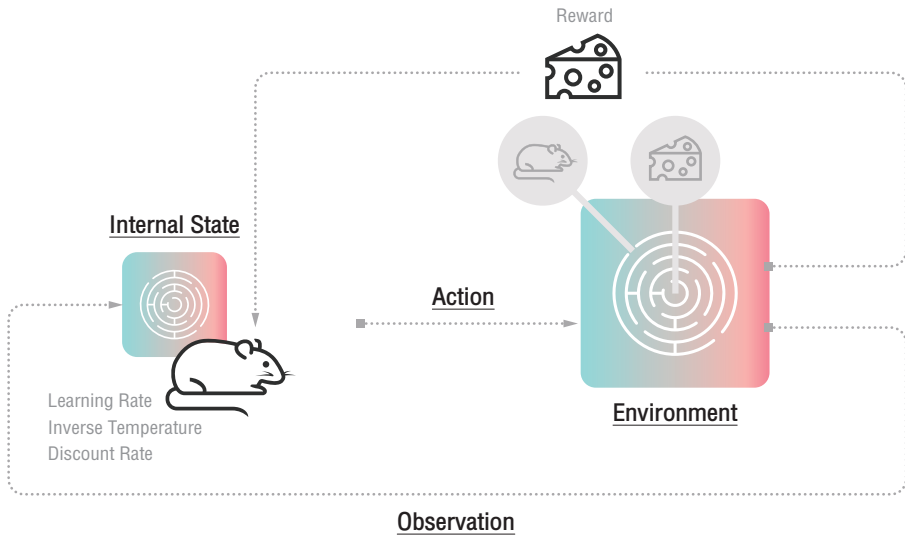 Reward
Internal State
Action
Learning Rate
Inverse Temperature
Discount Rate
Environment
Observation